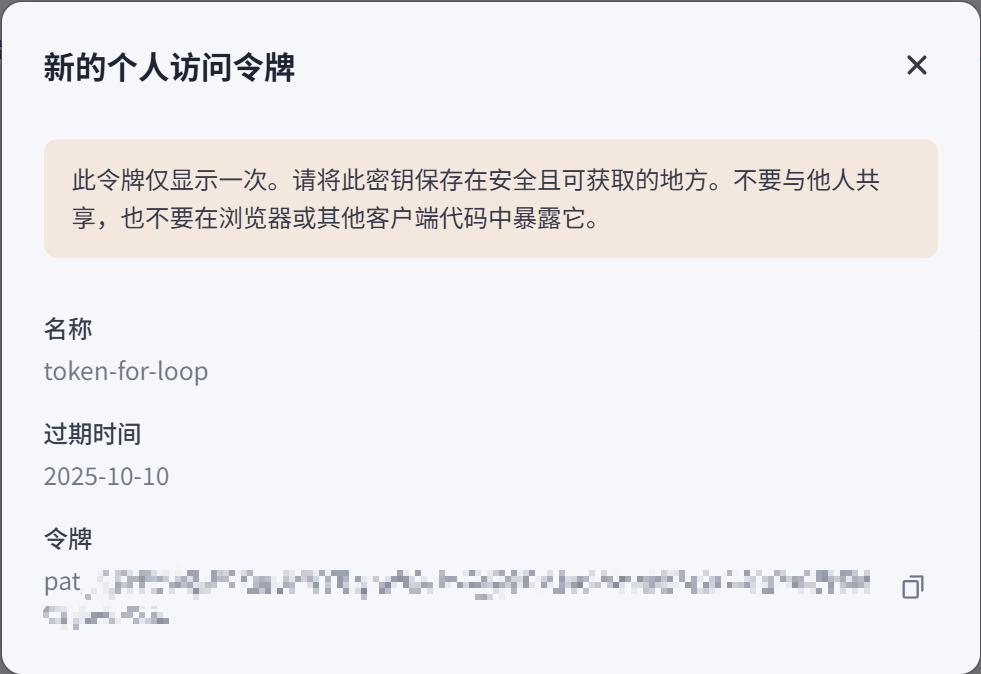 新的个人访问令牌
此令牌仅显示一次。请将此密钥保存在安全且可获取的地方。不要与他人共
享，也不要在浏览器或其他客户端代码中暴露它。
名称
token-for-loop
过期时间
2025-10-10
令牌
pat